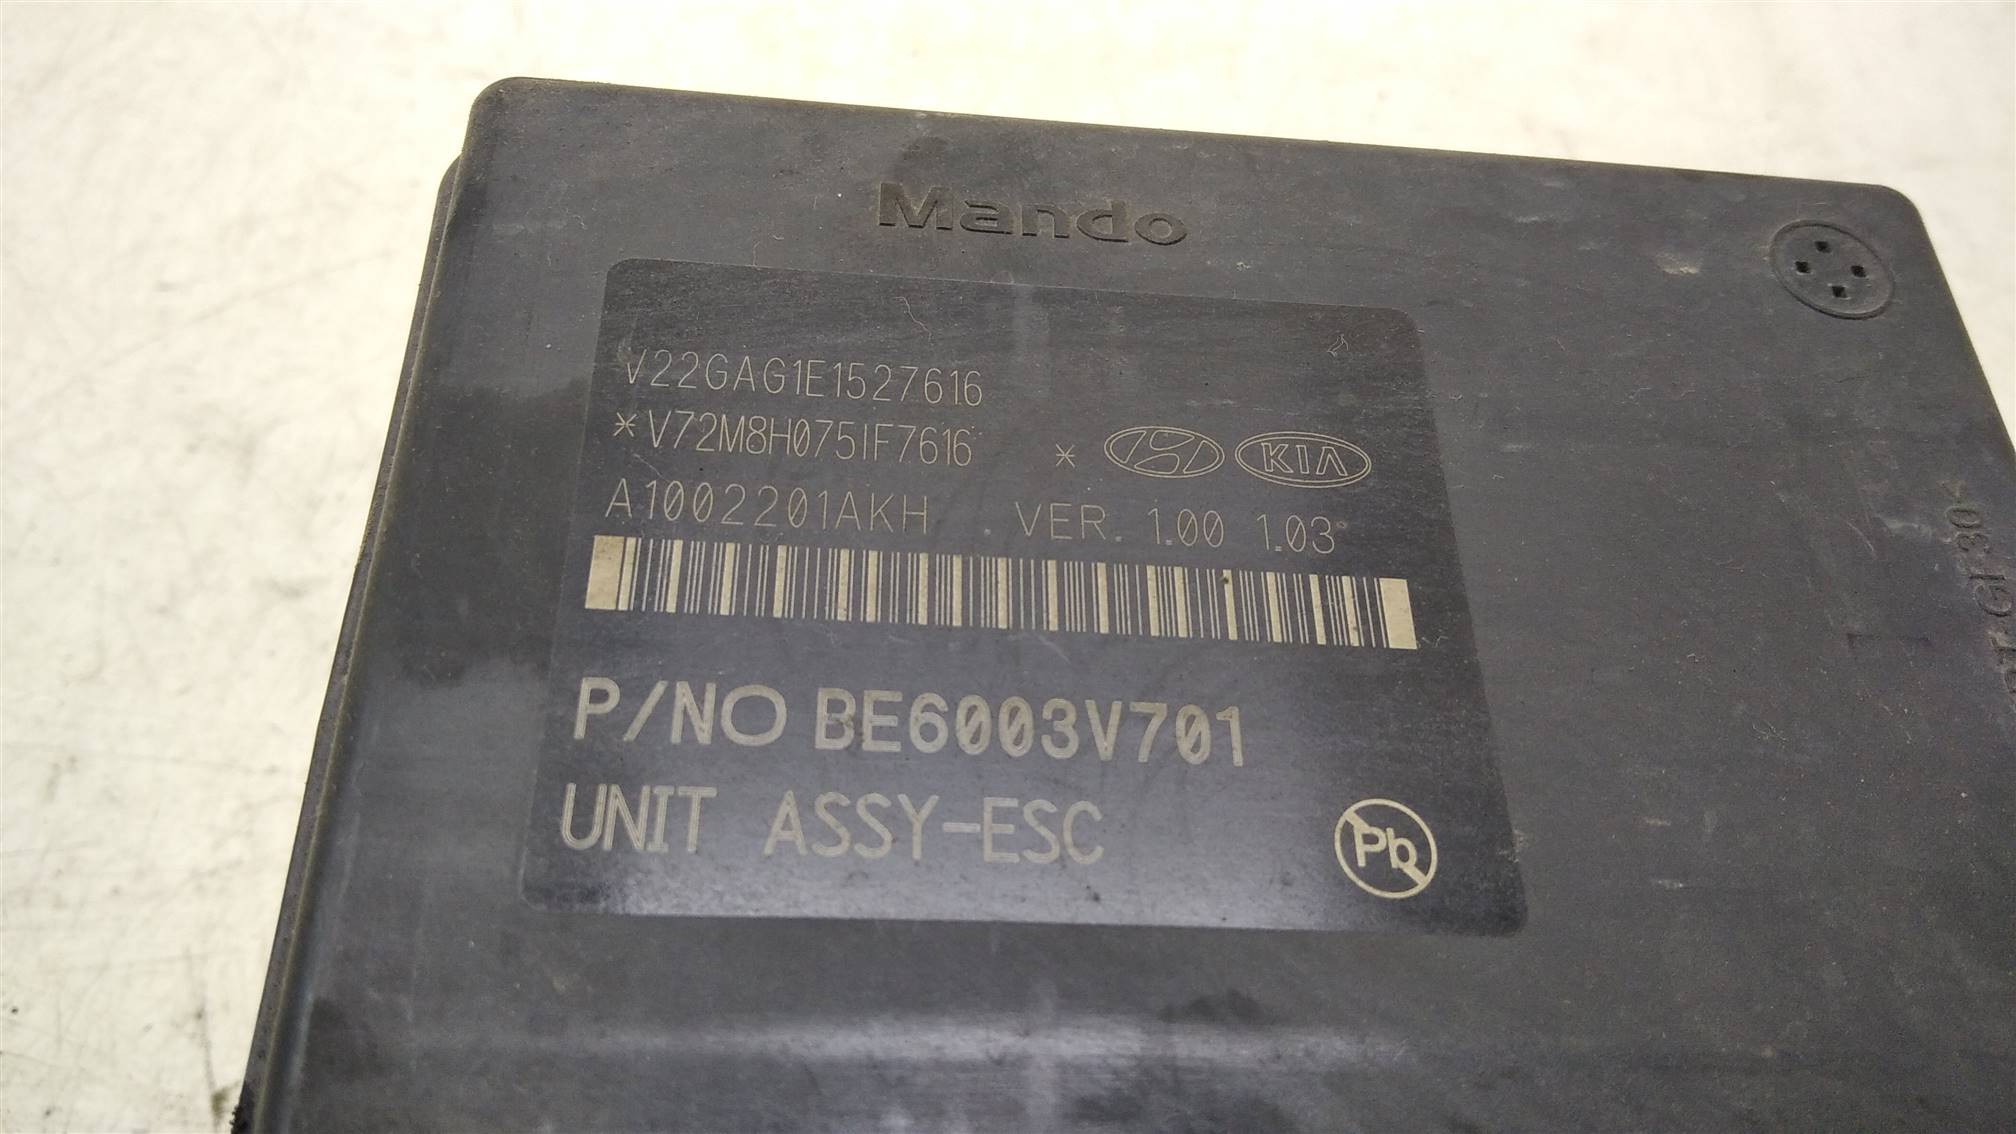 Mando
V22GAG1E1527616
*V72M8H075IF7616 * KIA
A1002201AKH . VER. 1.00 1.03
P/NO BE6003V701
UNIT ASSY-ESC
Pb